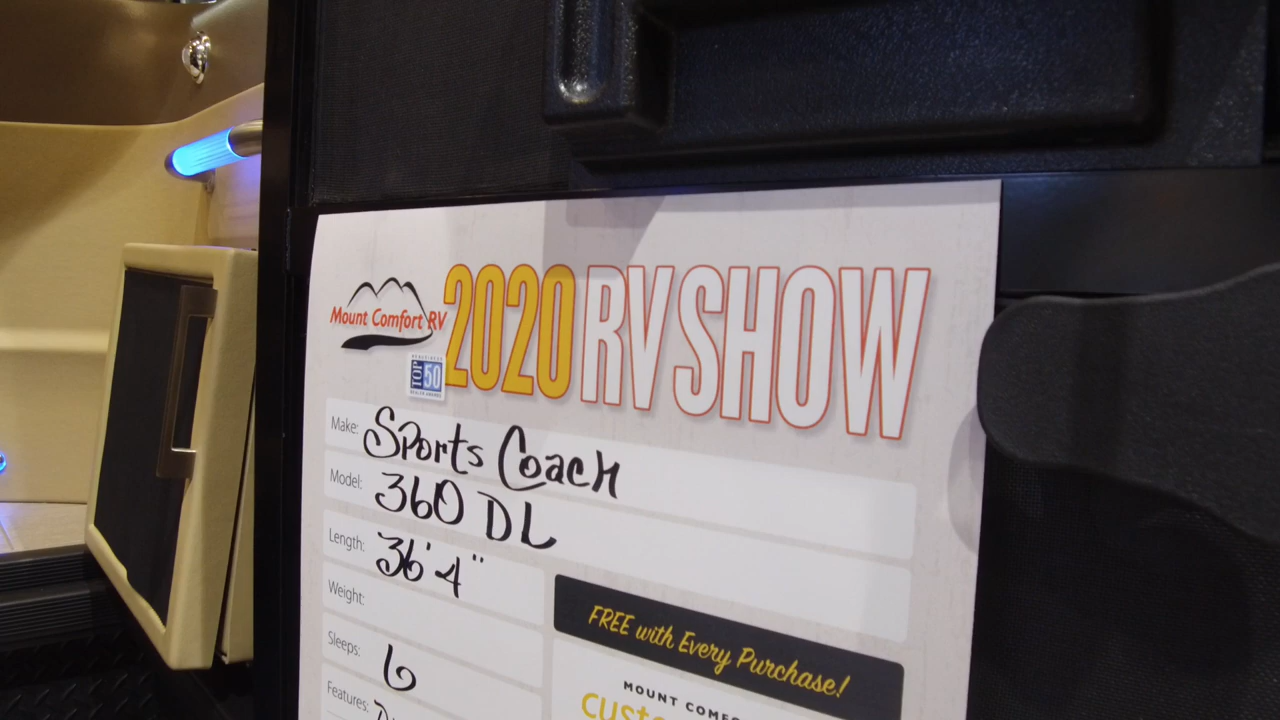 Mount Comfort RV
TOP 50
2020 RV SHOW
Make: Sports Coach
Model: 360 DL
Length: 36'4"
Weight:
Sleeps: 6
Features:
FREE with Every Purchase!
MOUNT